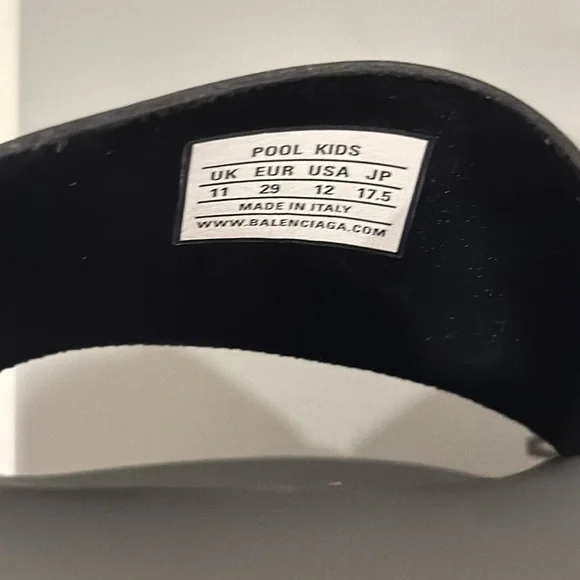 POOL KIDS
UK EUR USA JP
11 29 12 17.5
MADE IN ITALY
WWW.BALENCIAGA.COM